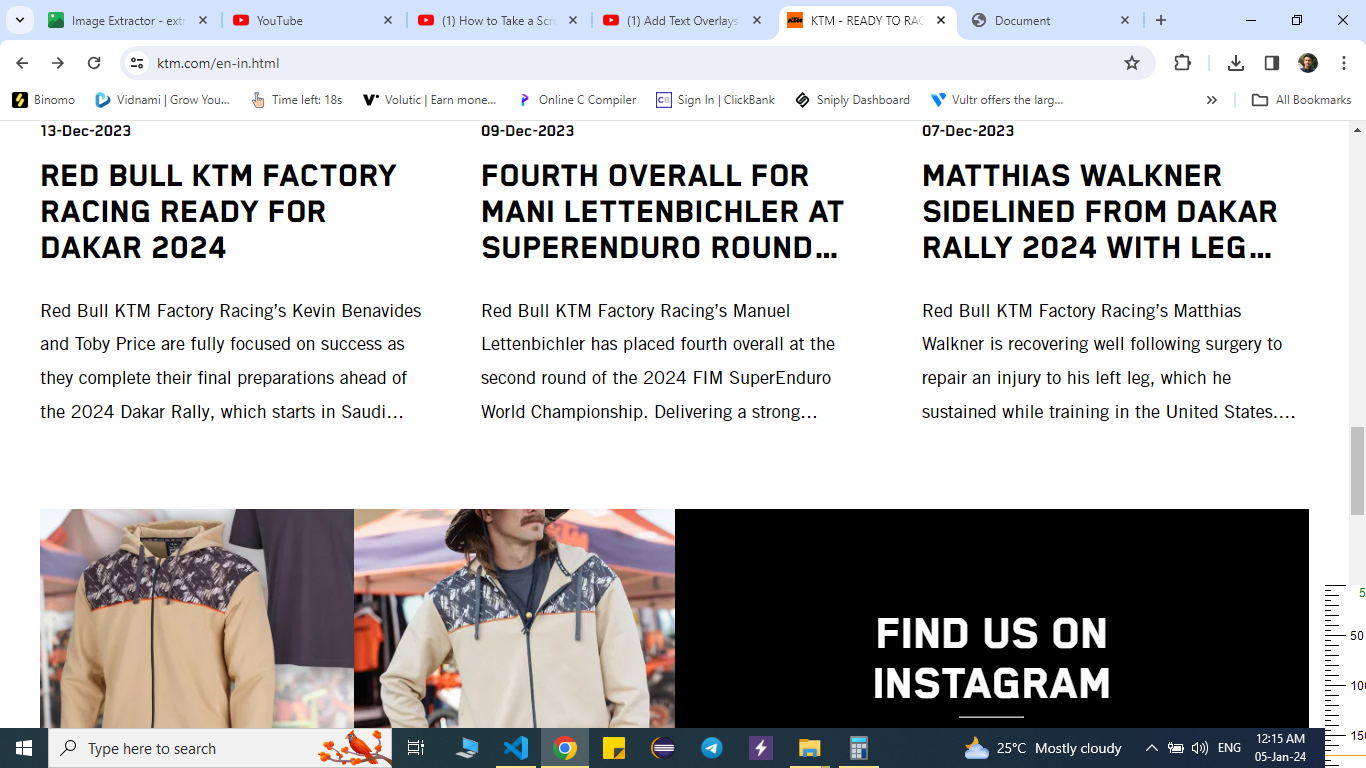 Image Extractor - extr
YouTube
(1) How to Take a Scr
(1) Add Text Overlays
KTM - READY TO RAC
Document
ktm.com/en-in.html
Binomo
Vidnami | Grow You...
Time left: 18s
Volutic | Earn mone...
Online C Compiler
CB Sign In | ClickBank
Sniply Dashboard
Vultr offers the larg...
All Bookmarks
13-Dec-2023
RED BULL KTM FACTORY
RACING READY FOR
DAKAR 2024
Red Bull KTM Factory Racing’s Kevin Benavides
and Toby Price are fully focused on success as
they complete their final preparations ahead of
the 2024 Dakar Rally, which starts in Saudi...
09-Dec-2023
FOURTH OVERALL FOR
MANI LETTENBICHLER AT
SUPERENDURO ROUND...
Red Bull KTM Factory Racing’s Manuel
Lettenbichler has placed fourth overall at the
second round of the 2024 FIM SuperEnduro
World Championship. Delivering a strong...
07-Dec-2023
MATTHIAS WALKNER
SIDELINED FROM DAKAR
RALLY 2024 WITH LEG...
Red Bull KTM Factory Racing’s Matthias
Walkner is recovering well following surgery to
repair an injury to his left leg, which he
sustained while training in the United States....
FIND US ON
INSTAGRAM
5
50
100
150
Type here to search
25°C Mostly cloudy
ENG
12:15 AM
05-Jan-24